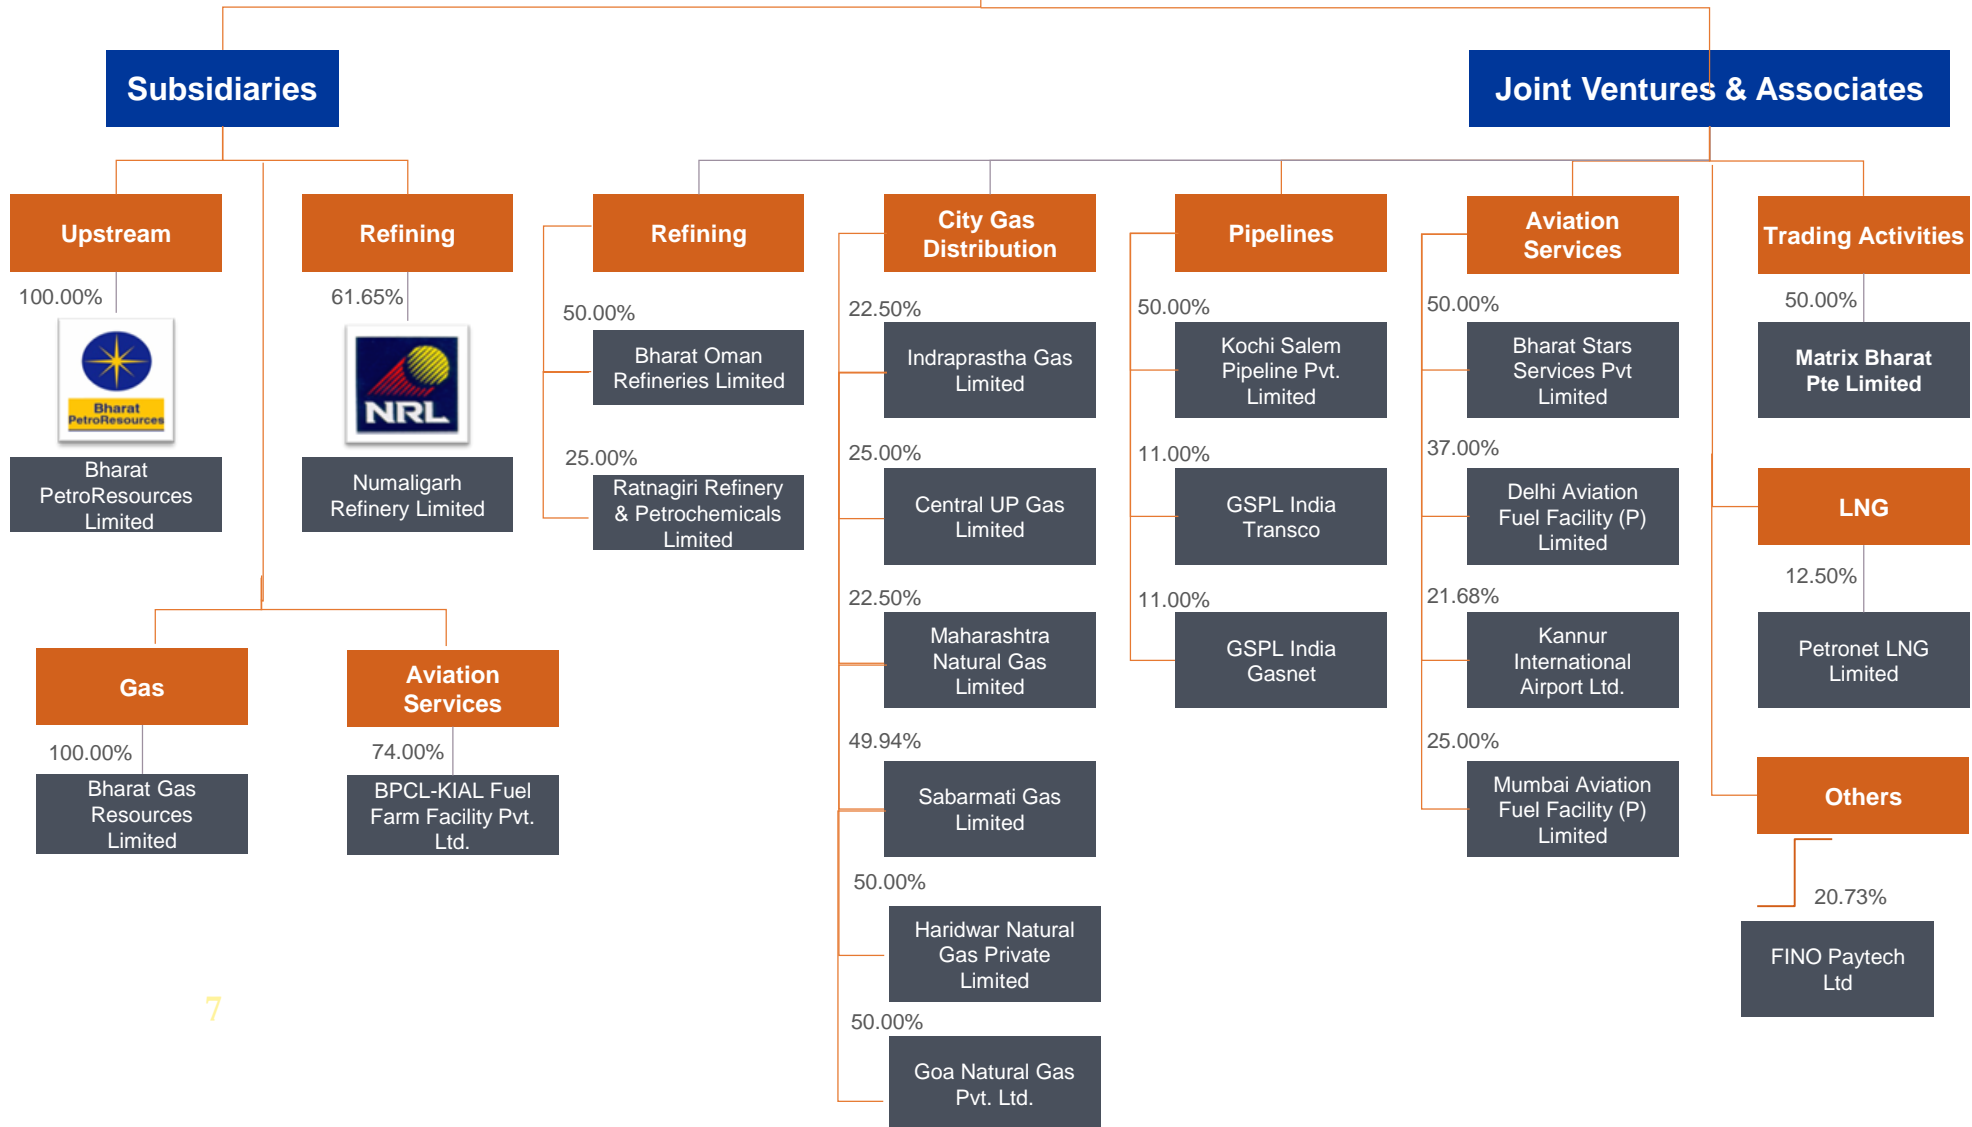 Subsidiaries
Joint Ventures & Associates
Upstream
100.00%
Bharat
PetroResources
Bharat
PetroResources
Limited
Refining
61.65%
NRL
Numaligarh
Refinery Limited
Gas
100.00%
Bharat Gas
Resources
Limited
Aviation
Services
74.00%
BPCL-KIAL Fuel
Farm Facility Pvt.
Ltd.
Refining
50.00%
Bharat Oman
Refineries Limited
25.00%
Ratnagiri Refinery
& Petrochemicals
Limited
City Gas
Distribution
22.50%
Indraprastha Gas
Limited
25.00%
Central UP Gas
Limited
22.50%
Maharashtra
Natural Gas
Limited
49.94%
Sabarmati Gas
Limited
50.00%
Haridwar Natural
Gas Private
Limited
50.00%
Goa Natural Gas
Pvt. Ltd.
Pipelines
50.00%
Kochi Salem
Pipeline Pvt.
Limited
11.00%
GSPL India
Transco
11.00%
GSPL India
Gasnet
Aviation
Services
50.00%
Bharat Stars
Services Pvt
Limited
37.00%
Delhi Aviation
Fuel Facility (P)
Limited
21.68%
Kannur
International
Airport Ltd.
25.00%
Mumbai Aviation
Fuel Facility (P)
Limited
Trading Activities
50.00%
Matrix Bharat
Pte Limited
LNG
12.50%
Petronet LNG
Limited
Others
20.73%
FINO Paytech
Ltd
7